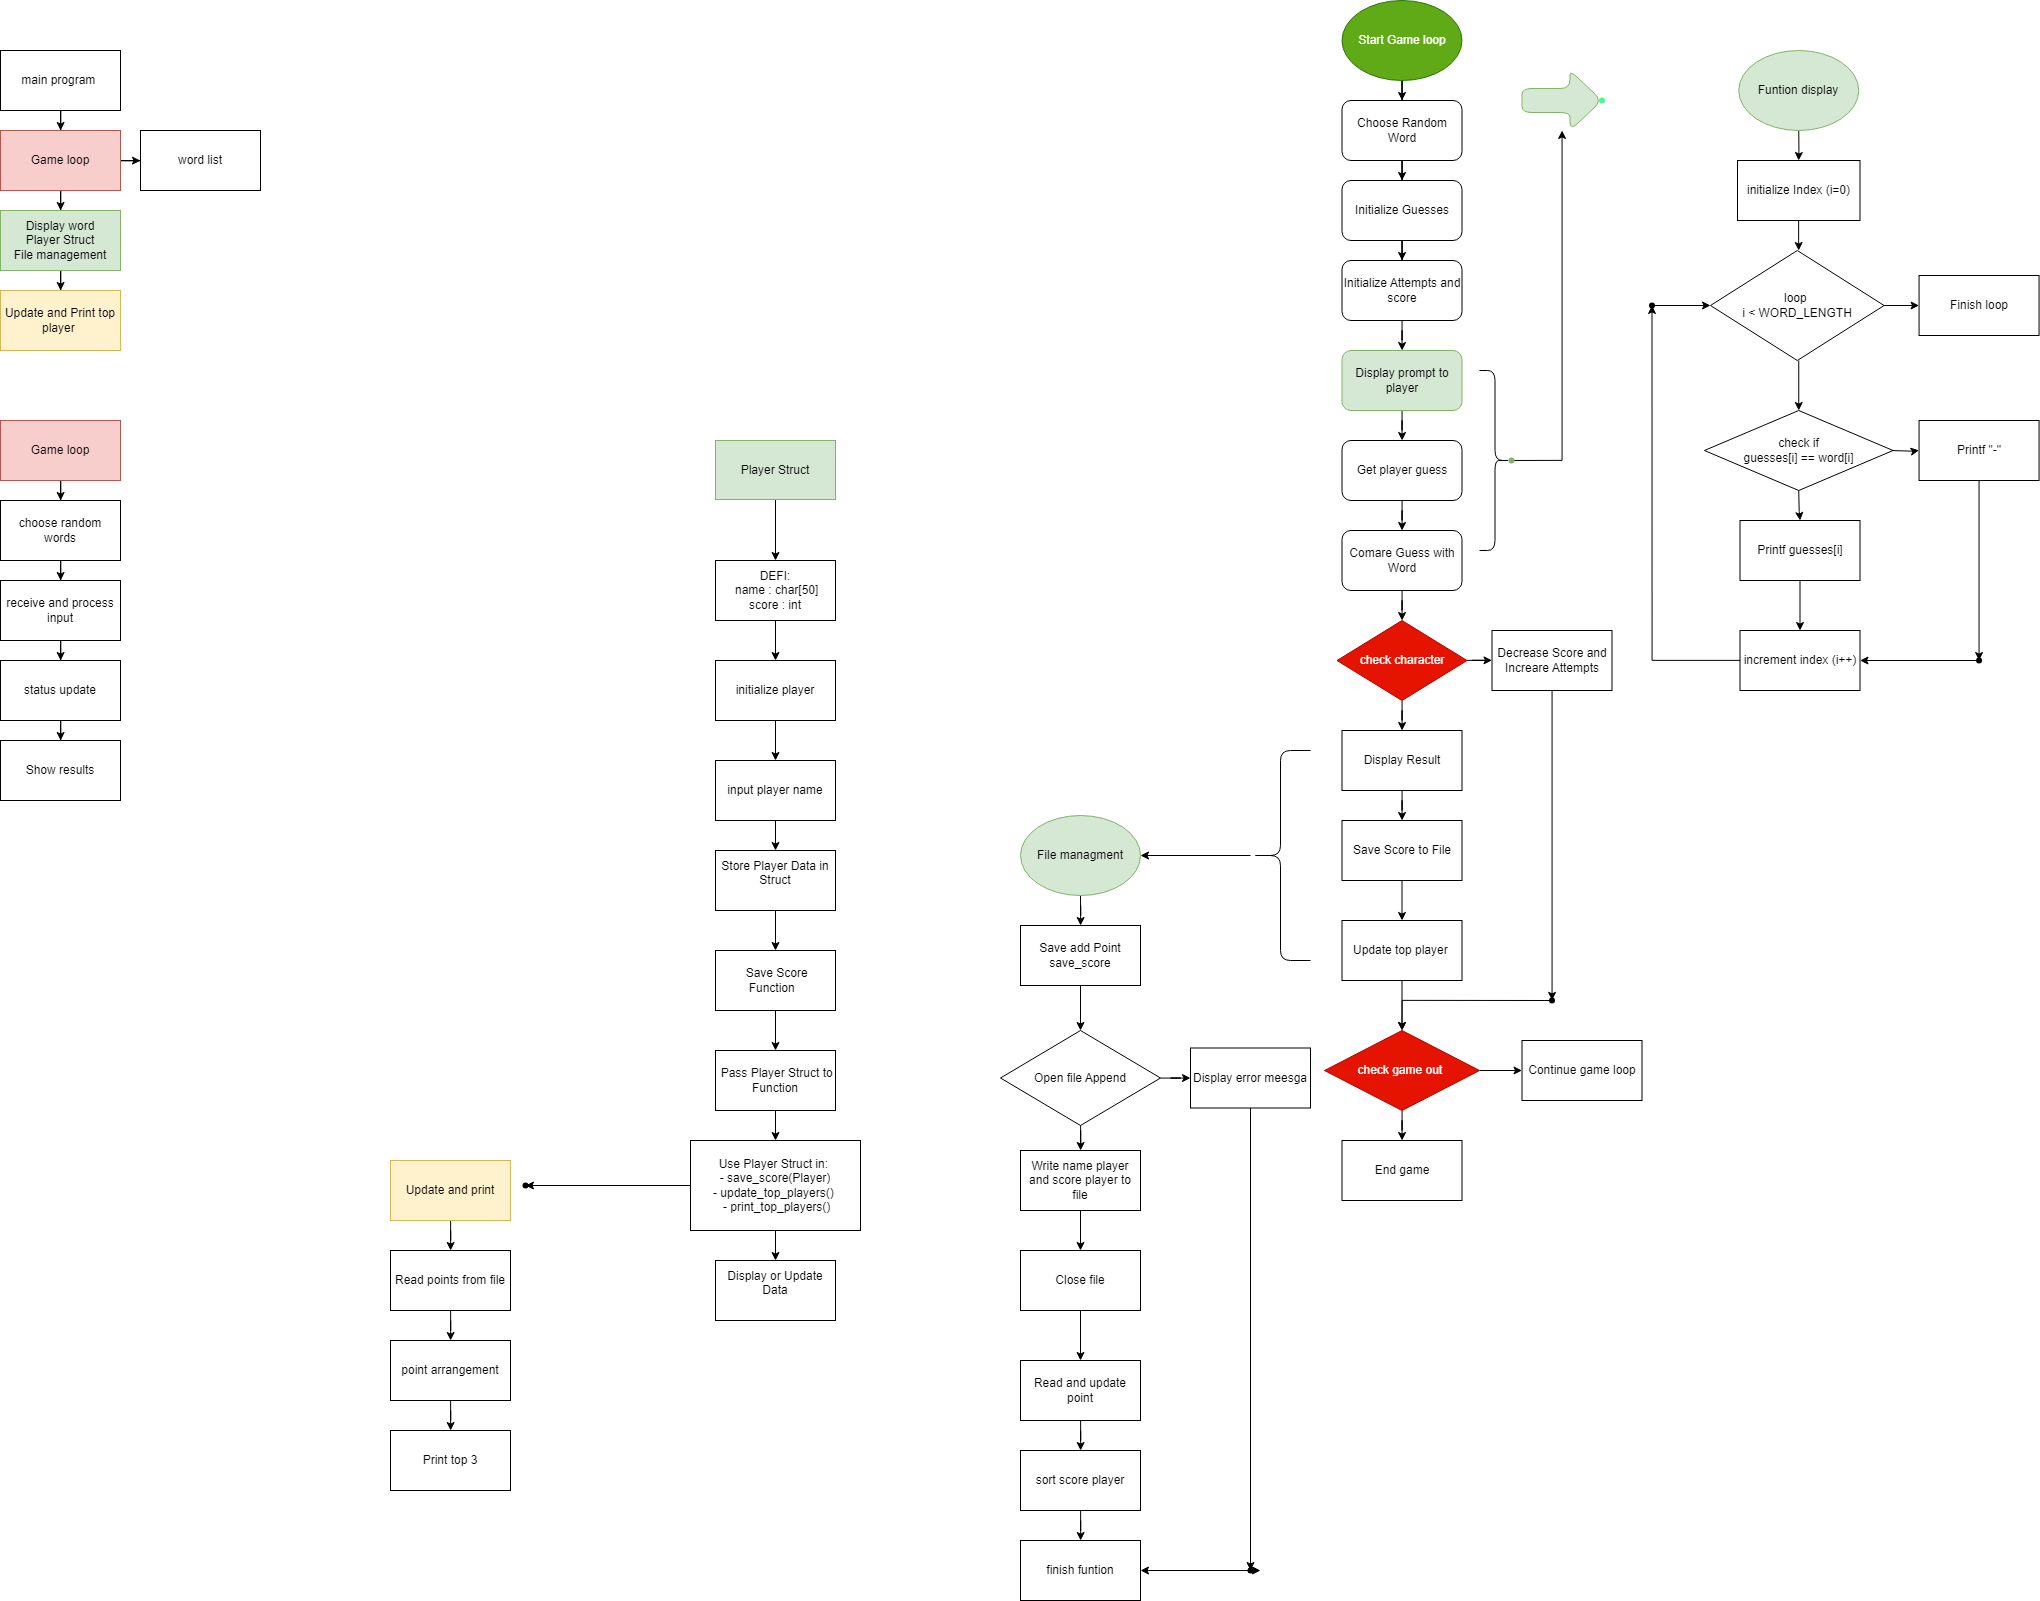 main program
Game loop
word list
Display word
Player Struct
File management
Update and Print top
player
Game loop
choose random
words
receive and process
input
status update
Show results
Update and print
Read points from file
point arrangement
Print top 3
Player Struct
DEFI:
name : char[50]
score : int
initialize player
input player name
Store Player Data in
Struct
Save Score
Function
Pass Player Struct to
Function
Use Player Struct in:
- save_score(Player)
- update_top_players()
- print_top_players()
Display or Update
Data
File managment
Save add Point
save_score
Open file Append
Display error meesga
Write name player
and score player to
file
Close file
Read and update
point
sort score player
finish funtion
Start Game loop
Choose Random
Word
Initialize Guesses
Initialize Attempts and
score
Display prompt to
player
Get player guess
Comare Guess with
Word
check character
Decrease Score and
Increare Attempts
Display Result
Save Score to File
Update top player
check game out
Continue game loop
End game
Funtion display
initialize Index (i=0)
loop
i < WORD_LENGTH
Finish loop
check if
guesses[i] == word[i]
Printf "-"
Printf guesses[i]
increment index (i++)